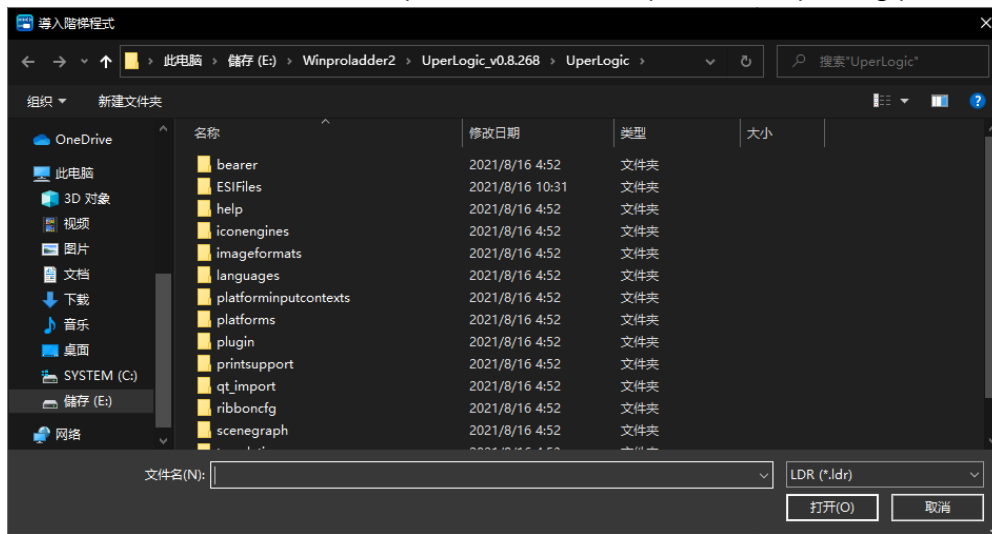 導入階梯程式
此电脑 › 儲存 (E:) › Winproladder2 › UperLogic_v0.8.268 › UperLogic ›
搜索"UperLogic"
组织 新建文件夹
名称 修改日期 类型 大小
OneDrive
此电脑
3D 对象
视频
图片
文档
下载
音乐
桌面
SYSTEM (C:)
儲存 (E:)
网络
bearer 2021/8/16 4:52 文件夹
ESIFiles 2021/8/16 10:31 文件夹
help 2021/8/16 4:52 文件夹
iconengines 2021/8/16 4:52 文件夹
imageformats 2021/8/16 4:52 文件夹
languages 2021/8/16 4:52 文件夹
platforminputcontexts 2021/8/16 4:52 文件夹
platforms 2021/8/16 4:52 文件夹
plugin 2021/8/16 4:52 文件夹
printsupport 2021/8/16 4:52 文件夹
qt_import 2021/8/16 4:52 文件夹
ribboncfg 2021/8/16 4:52 文件夹
scenegraph 2021/8/16 4:52 文件夹
文件名(N):
LDR (*.ldr)
打开(O) 取消